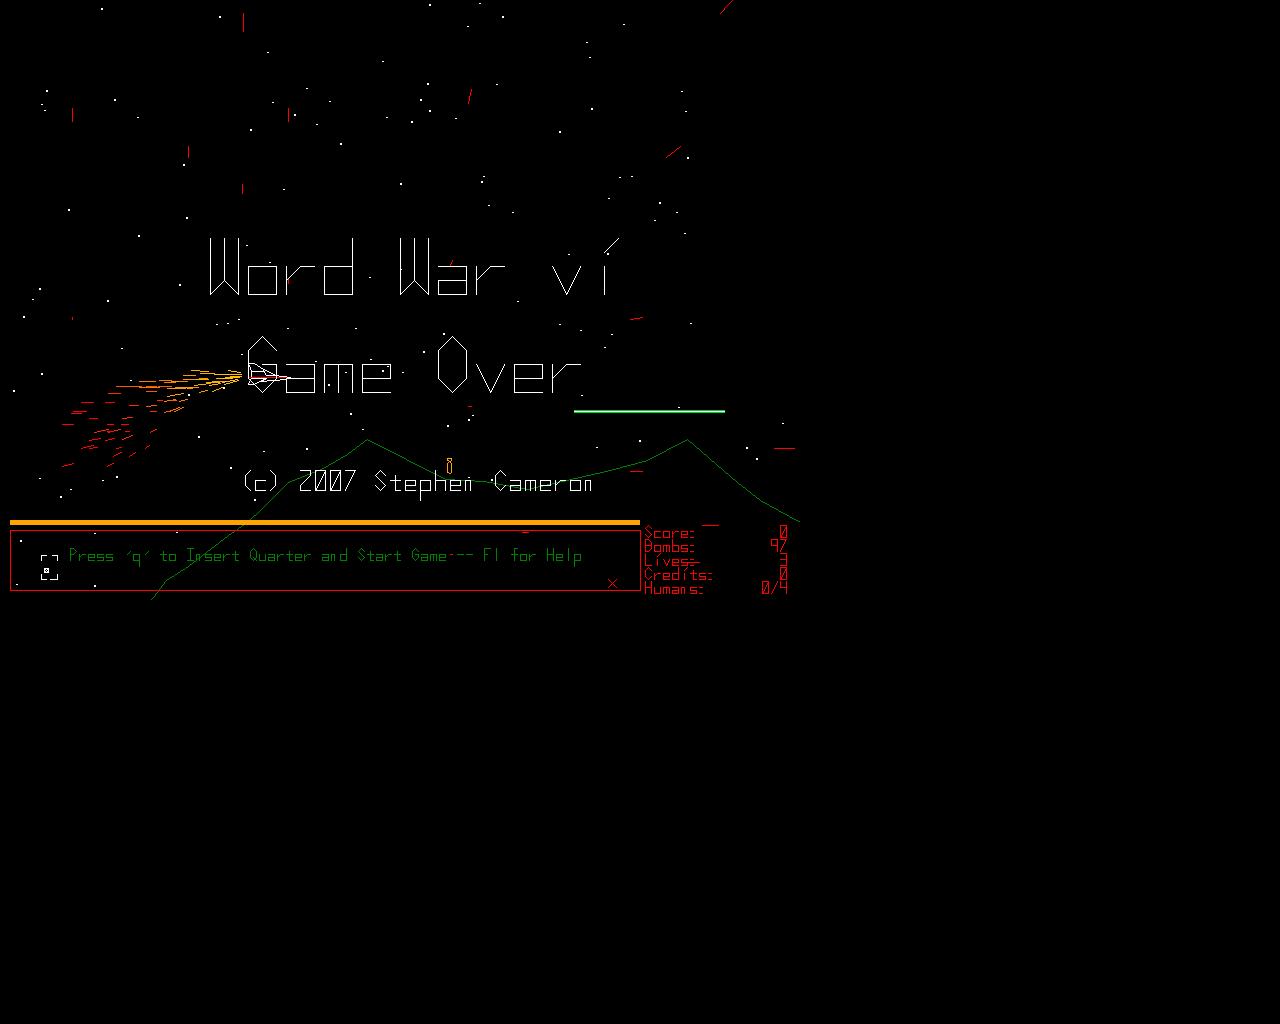 Word War vi
Game Over
(c) 2007 Stephen Cameron
Press 'q' to Insert Quarter and Start Game --- F1 for Help
Score: 0
Bombs: 97
Lives: 3
Credits: 0
Humans: 0/4